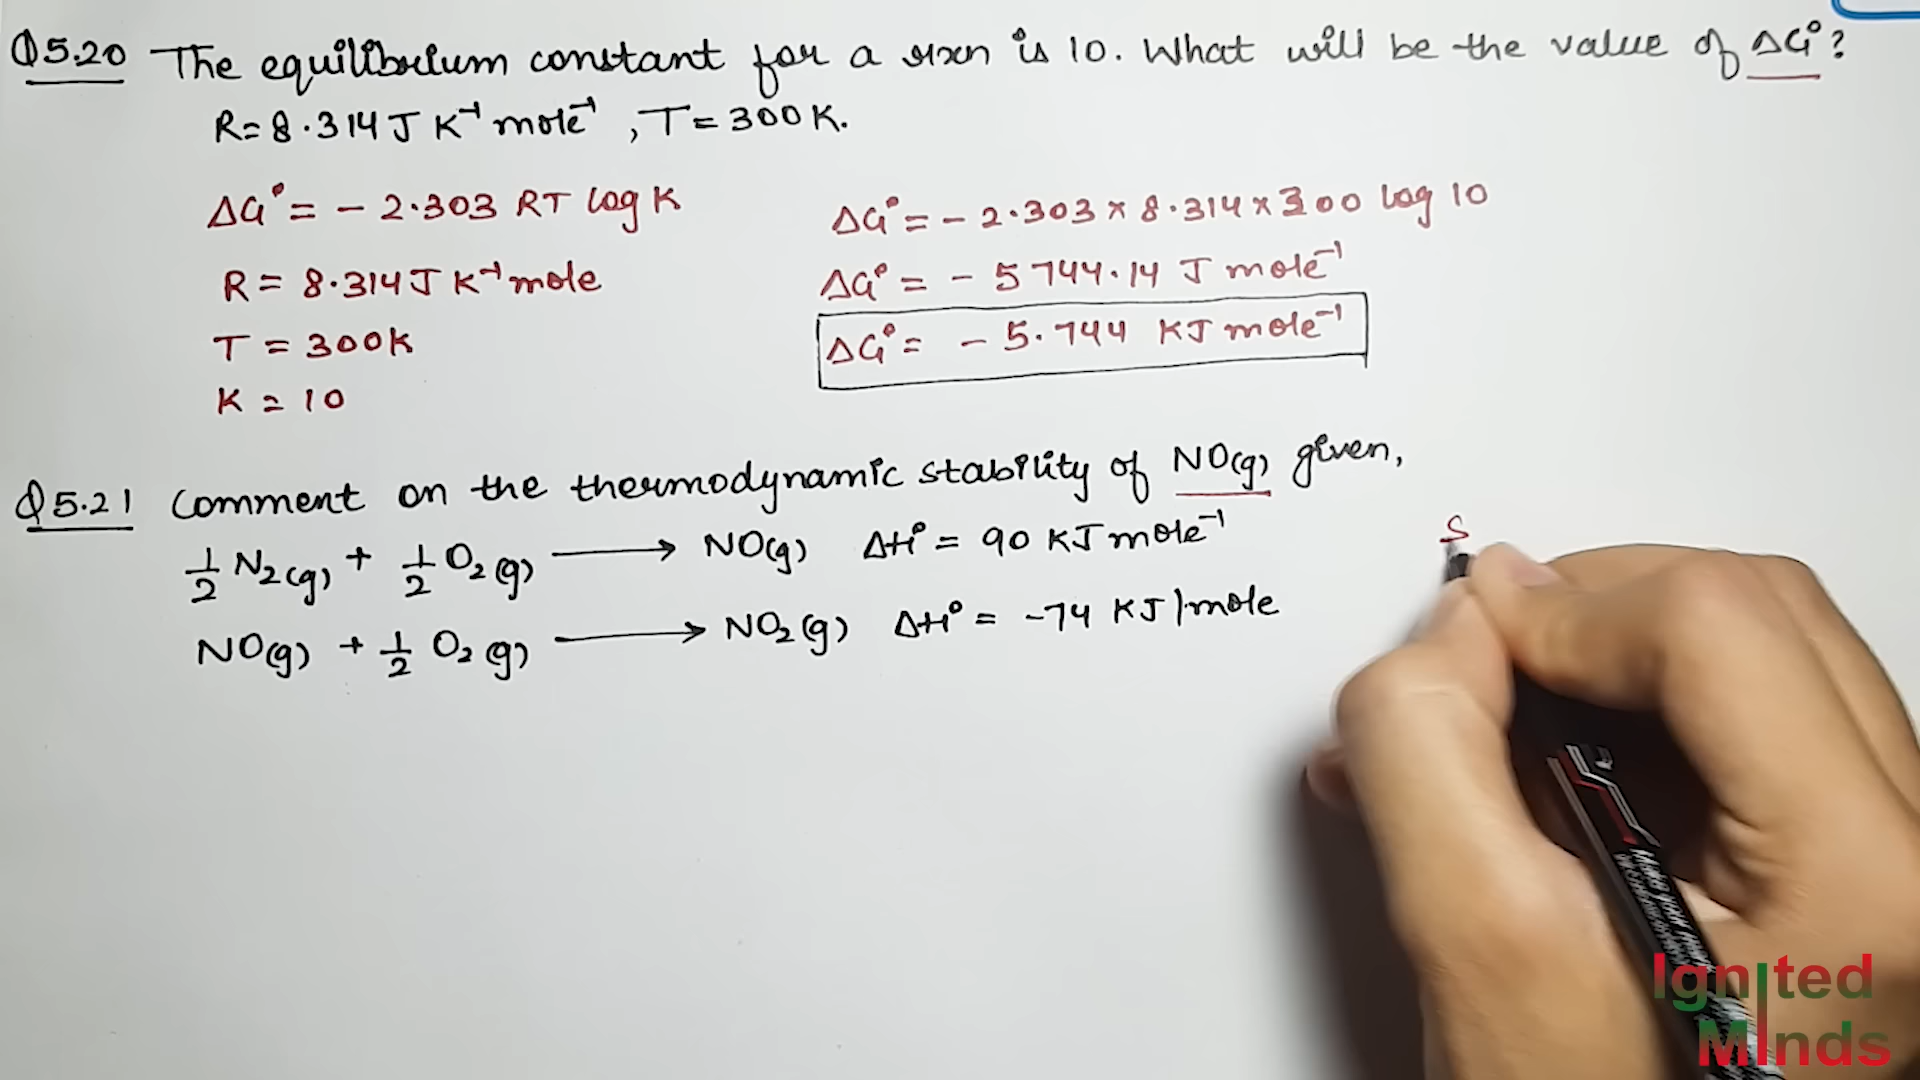 Q5.20 The equilibrium constant for a rxn is 10. What will be the value of ΔG°?
R=8.314 J K⁻¹ mole⁻¹, T=300K.
ΔG° = - 2.303 RT log K
R = 8.314 J K⁻¹ mole
T = 300K
K = 10
ΔG° = - 2.303 × 8.314 × 300 log 10
ΔG° = - 5744.14 J mole⁻¹
ΔG° = - 5.744 KJ mole⁻¹
Q5.21 Comment on the thermodynamic stability of NO(g) given,
½ N₂(g) + ½ O₂(g) ⟶ NO(g) ΔH° = 90 KJ mole⁻¹
NO(g) + ½ O₂(g) ⟶ NO₂(g) ΔH° = -74 KJ/mole
S
Ignited
Minds